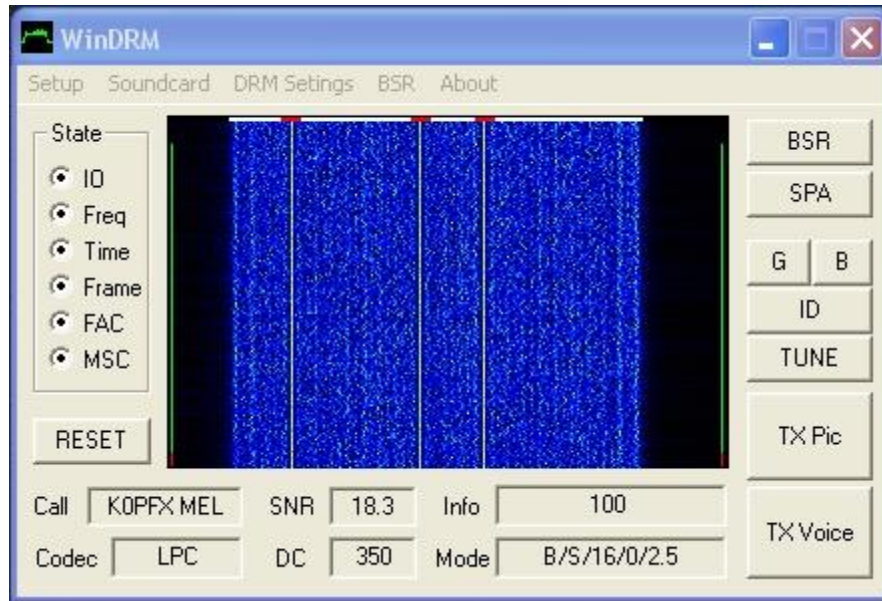 WinDRM
Setup Soundcard DRM Setings BSR About
State
IO
Freq
Time
Frame
FAC
MSC
RESET
BSR
SPA
G B
ID
TUNE
TX Pic
TX Voice
Call K0PFX MEL SNR 18.3 Info 100
Codec LPC DC 350 Mode B/S/16/0/2.5